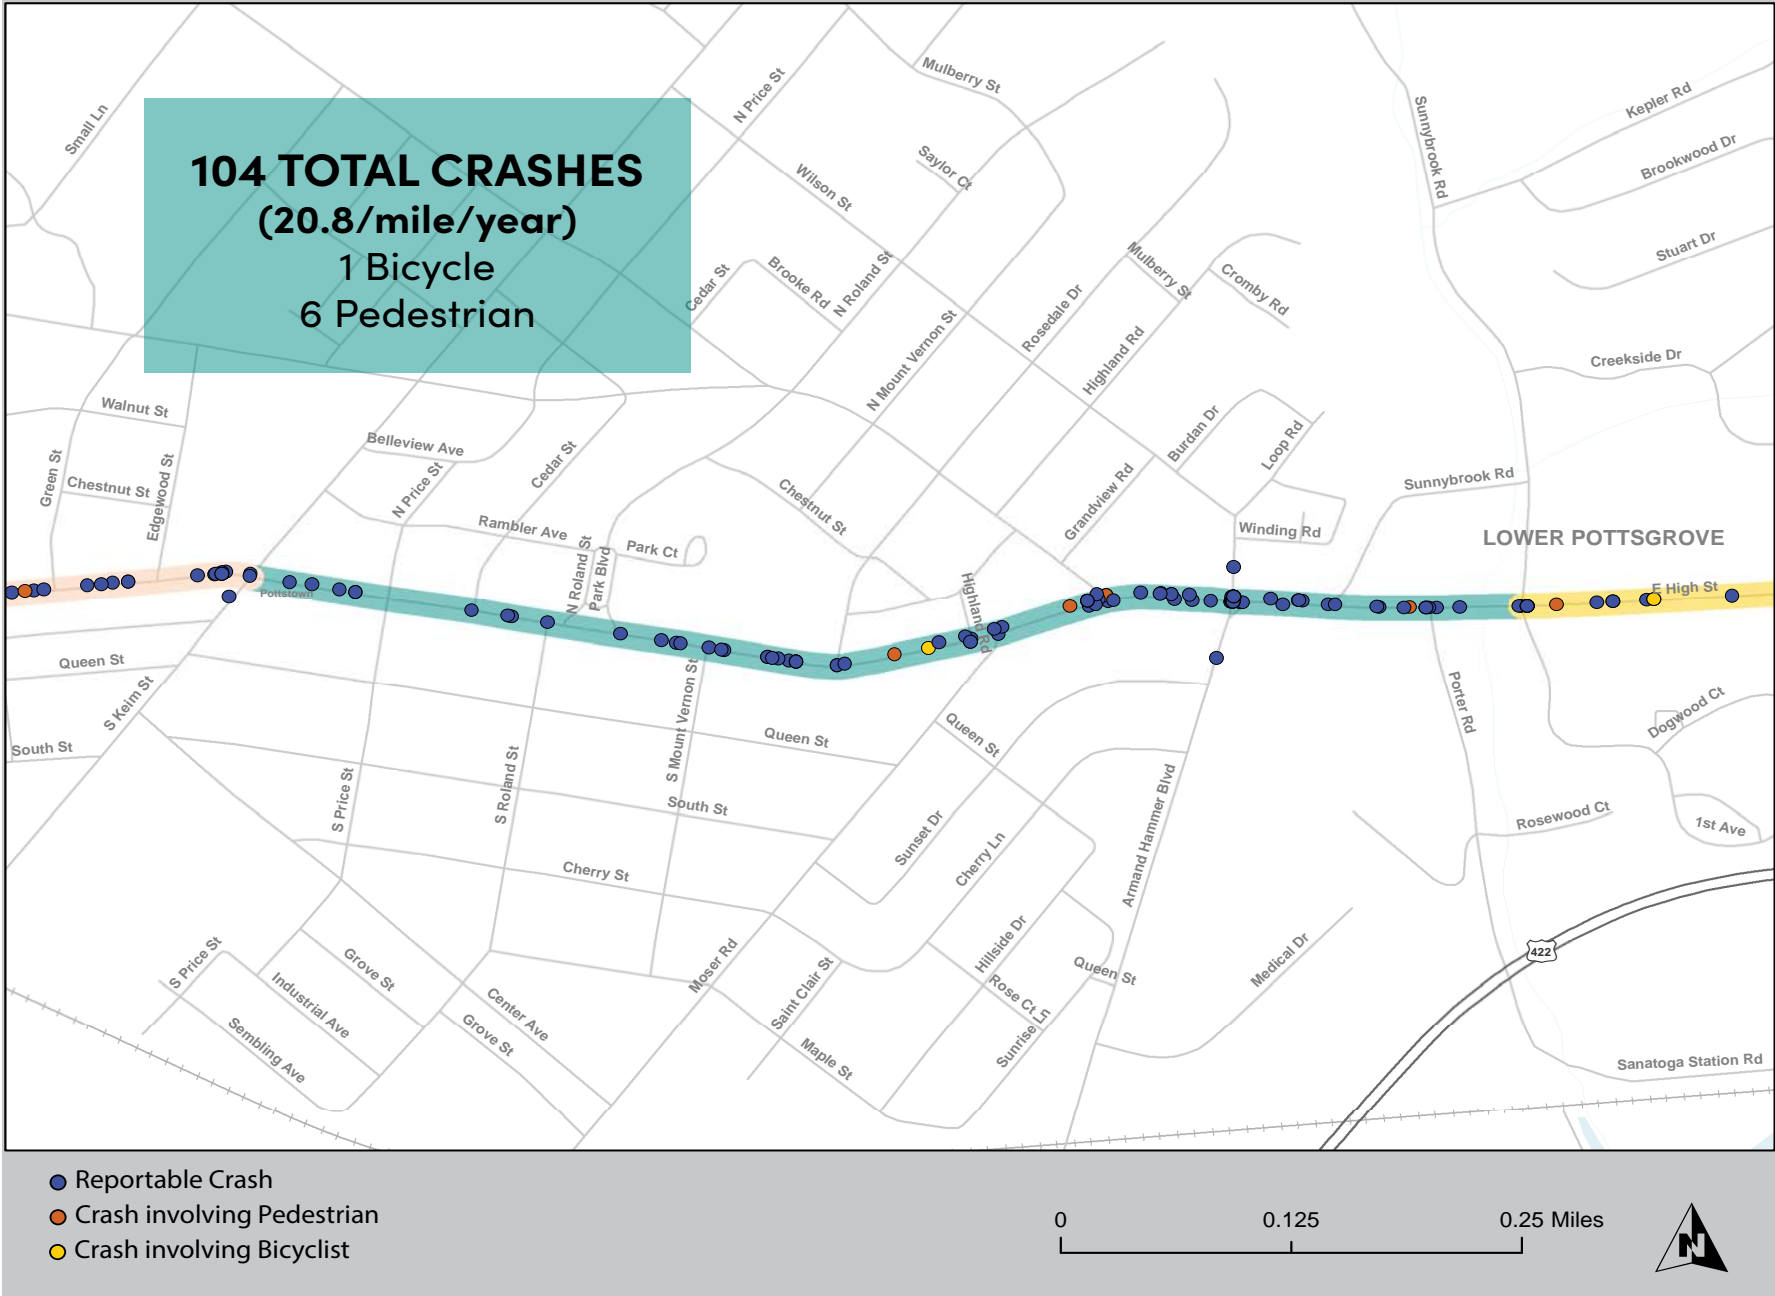 104 TOTAL CRASHES
(20.8/mile/year)
1 Bicycle
6 Pedestrian
Small Ln
N Price St
Mulberry St
Saylor Ct
Wilson St
Sunnybrook Rd
Kepler Rd
Brookwood Dr
Stuart Dr
Cedar St
Brooke Rd
N Roland St
Mulberry St
Cromby Rd
Rosedale Dr
Highland Rd
N Mount Vernon St
Creekside Dr
Walnut St
Belleview Ave
Green St
Chestnut St
Edgewood St
N Price St
Cedar St
Burdan Dr
Loop Rd
Sunnybrook Rd
Chestnut St
Grandview Rd
Rambler Ave
N Roland St
Park Blvd
Park Ct
Winding Rd
LOWER POTTSGROVE
Pottstown
Highland Rd
E High St
Queen St
S Keim St
South St
S Price St
S Roland St
S Mount Vernon St
Queen St
Queen St
South St
Porter Rd
Dogwood Ct
Armand Hammer Blvd
Rosewood Ct
1st Ave
Sunset Dr
Cherry Ln
Cherry St
S Price St
Grove St
Industrial Ave
Sembling Ave
Center Ave
Grove St
Moser Rd
Saint Clair St
Maple St
Hillside Dr
Rose Ct
Sunrise Ln
Queen St
Medical Dr
422
Sanatoga Station Rd
Reportable Crash
Crash involving Pedestrian
Crash involving Bicyclist
0 0.125 0.25 Miles
N